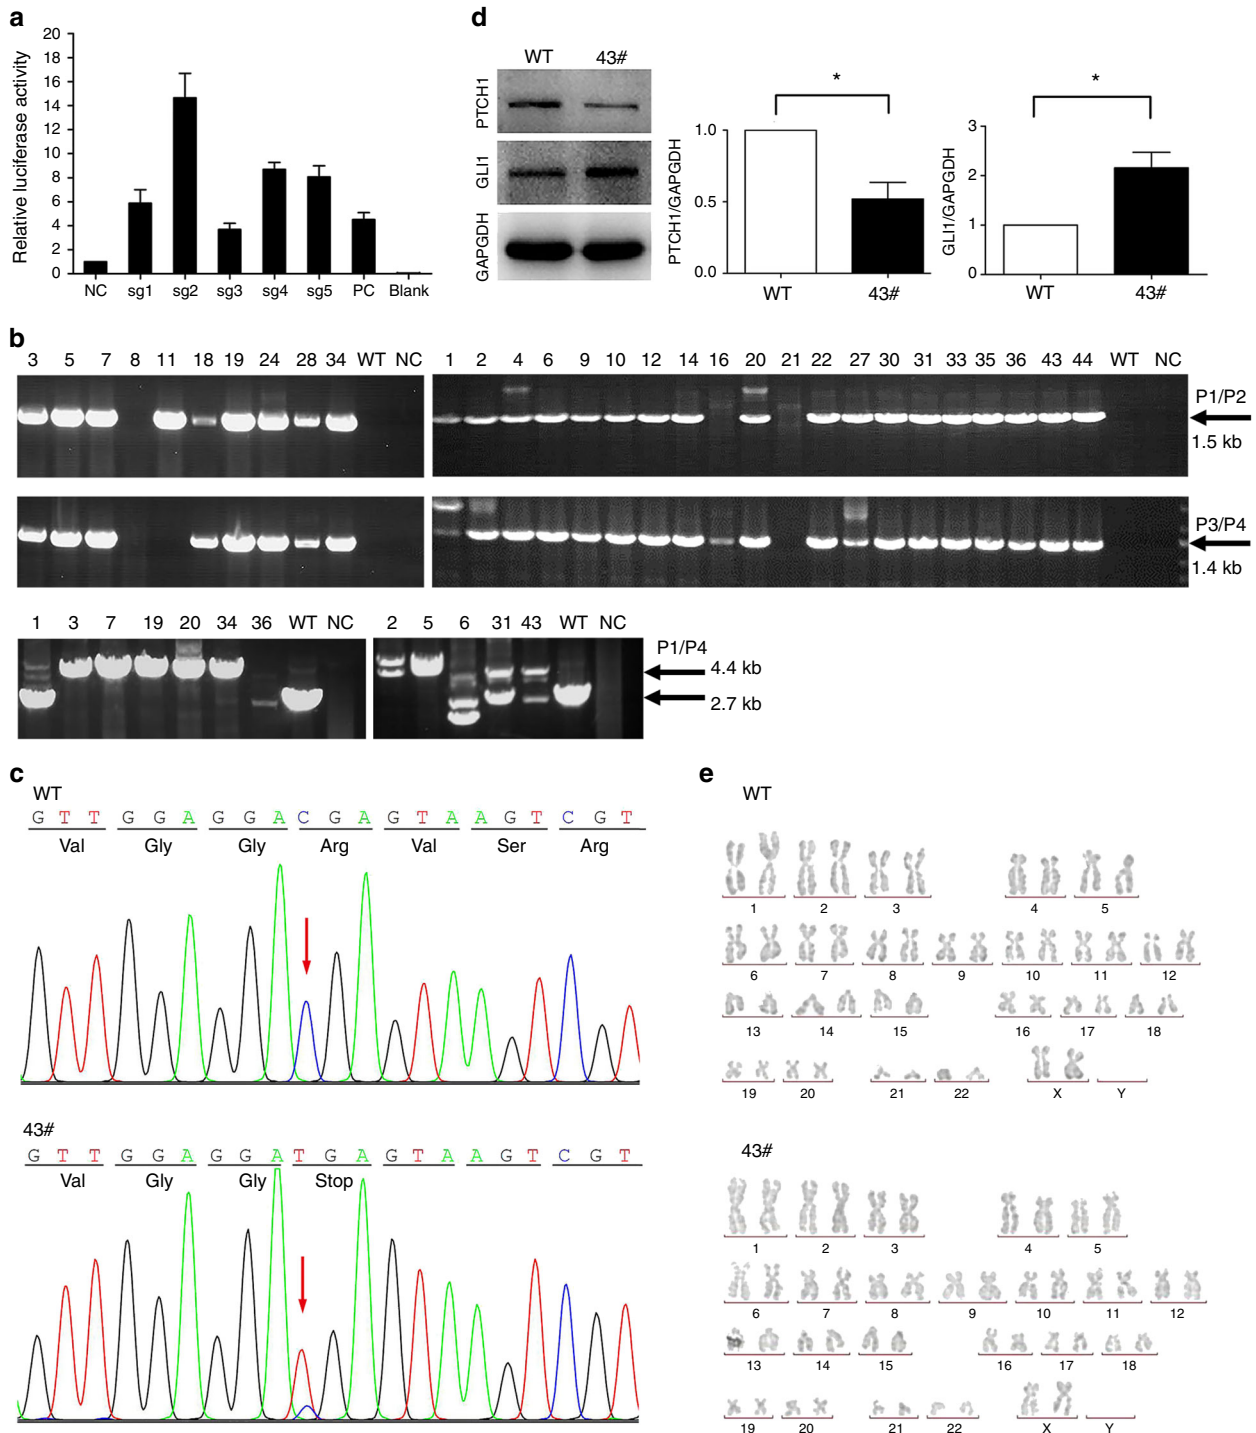 a
20
18
16
14
12
10
8
6
4
2
0
Relative luciferase activity
NC sg1 sg2 sg3 sg4 sg5 PC Blank
d
WT 43#
PTCH1
GLI1
GAPGDH
*
1.0
0.5
0.0
PTCH1/GAPGDH
WT 43#
*
3
2
1
0
GLI1/GAPGDH
WT 43#
b
3 5 7 8 11 18 19 24 28 34 WT NC
1 2 4 6 9 10 12 14 16 20 21 22 27 30 31 33 35 36 43 44 WT NC
P1/P2
1.5 kb
P3/P4
1.4 kb
1 3 7 19 20 34 36 WT NC
2 5 6 31 43 WT NC
P1/P4
4.4 kb
2.7 kb
c
WT
G T T G G A G G A C G A G T A A G T C G T
Val Gly Gly Arg Val Ser Arg
43#
G T T G G A G G A T G A G T A A G T C G T
Val Gly Gly Stop
e
WT
1 2 3 4 5
6 7 8 9 10 11 12
13 14 15 16 17 18
19 20 21 22 X Y
43#
1 2 3 4 5
6 7 8 9 10 11 12
13 14 15 16 17 18
19 20 21 22 X Y